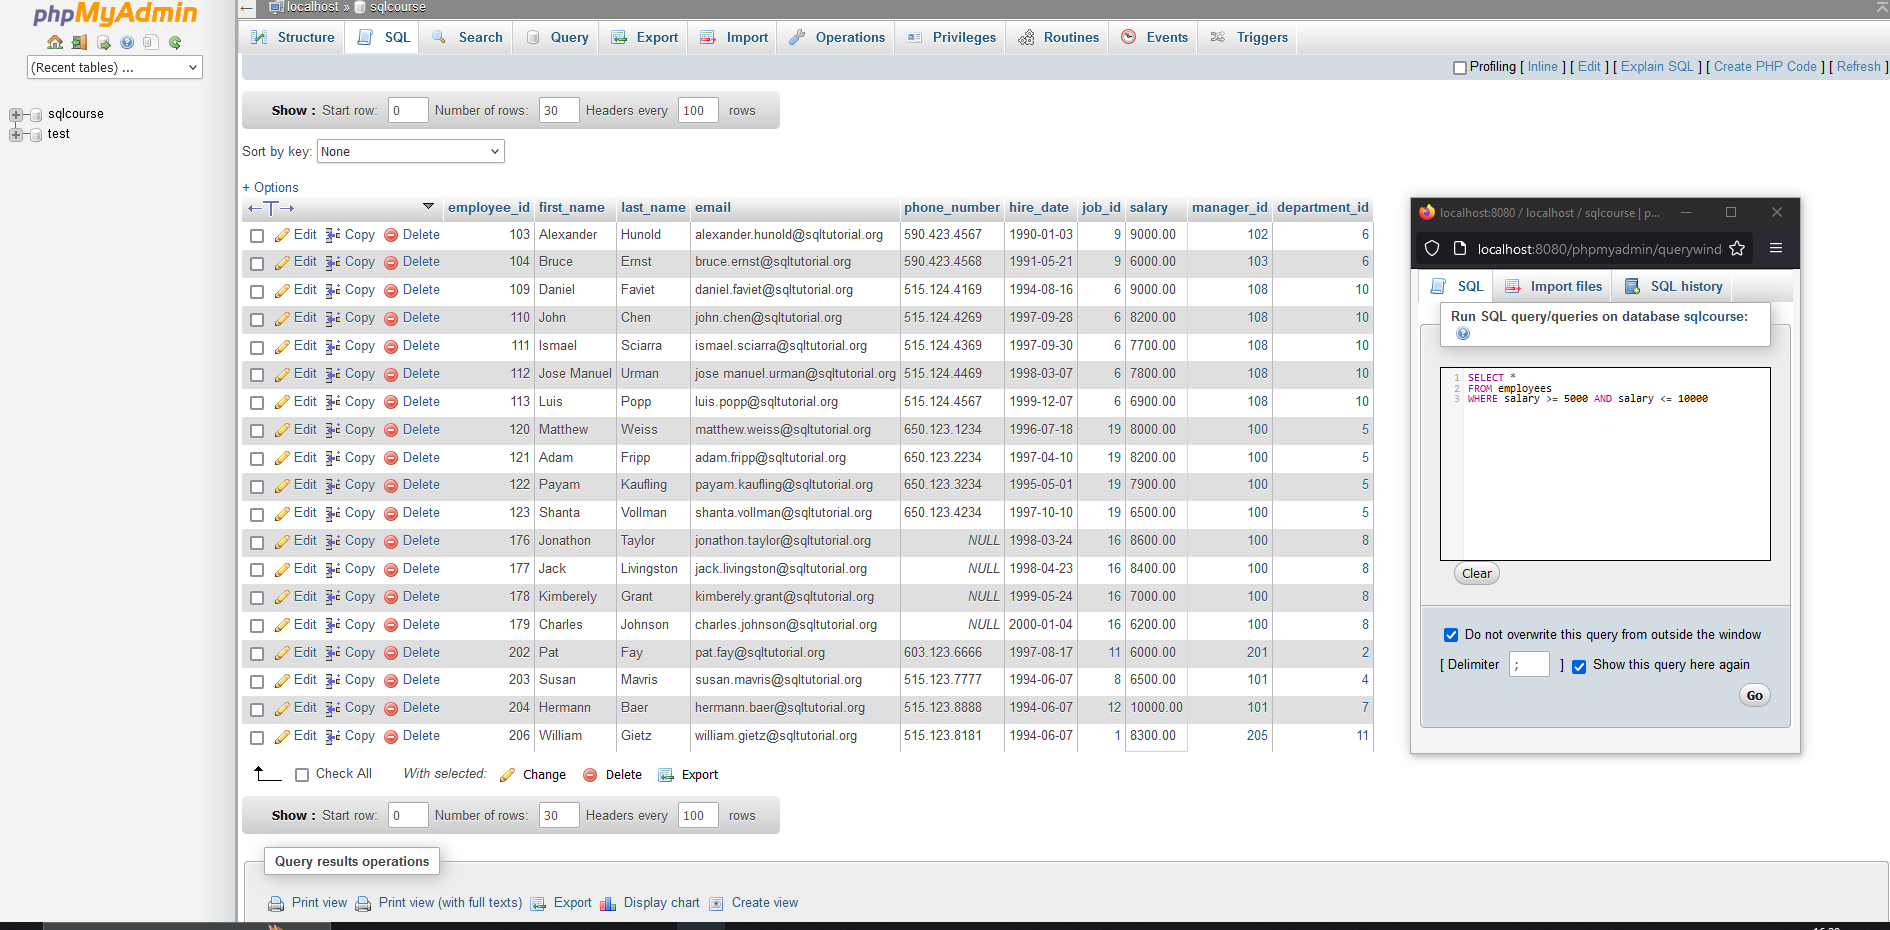 phpMyAdmin
(Recent tables) ...
sqlcourse
test
localhost » sqlcourse
Structure SQL Search Query Export Import Operations Privileges Routines Events Triggers
Profiling [ Inline ] [ Edit ] [ Explain SQL ] [ Create PHP Code ] [ Refresh ]
Show : Start row: 0 Number of rows: 30 Headers every 100 rows
Sort by key: None
+ Options
employee_id first_name last_name email phone_number hire_date job_id salary manager_id department_id
Edit Copy Delete 103 Alexander Hunold alexander.hunold@sqltutorial.org 590.423.4567 1990-01-03 9 9000.00 102 6
Edit Copy Delete 104 Bruce Ernst bruce.ernst@sqltutorial.org 590.423.4568 1991-05-21 9 6000.00 103 6
Edit Copy Delete 109 Daniel Faviet daniel.faviet@sqltutorial.org 515.124.4169 1994-08-16 6 9000.00 108 10
Edit Copy Delete 110 John Chen john.chen@sqltutorial.org 515.124.4269 1997-09-28 6 8200.00 108 10
Edit Copy Delete 111 Ismael Sciarra ismael.sciarra@sqltutorial.org 515.124.4369 1997-09-30 6 7700.00 108 10
Edit Copy Delete 112 Jose Manuel Urman jose manuel.urman@sqltutorial.org 515.124.4469 1998-03-07 6 7800.00 108 10
Edit Copy Delete 113 Luis Popp luis.popp@sqltutorial.org 515.124.4567 1999-12-07 6 6900.00 108 10
Edit Copy Delete 120 Matthew Weiss matthew.weiss@sqltutorial.org 650.123.1234 1996-07-18 19 8000.00 100 5
Edit Copy Delete 121 Adam Fripp adam.fripp@sqltutorial.org 650.123.2234 1997-04-10 19 8200.00 100 5
Edit Copy Delete 122 Payam Kaufling payam.kaufling@sqltutorial.org 650.123.3234 1995-05-01 19 7900.00 100 5
Edit Copy Delete 123 Shanta Vollman shanta.vollman@sqltutorial.org 650.123.4234 1997-10-10 19 6500.00 100 5
Edit Copy Delete 176 Jonathon Taylor jonathon.taylor@sqltutorial.org NULL 1998-03-24 16 8600.00 100 8
Edit Copy Delete 177 Jack Livingston jack.livingston@sqltutorial.org NULL 1998-04-23 16 8400.00 100 8
Edit Copy Delete 178 Kimberely Grant kimberely.grant@sqltutorial.org NULL 1999-05-24 16 7000.00 100 8
Edit Copy Delete 179 Charles Johnson charles.johnson@sqltutorial.org NULL 2000-01-04 16 6200.00 100 8
Edit Copy Delete 202 Pat Fay pat.fay@sqltutorial.org 603.123.6666 1997-08-17 11 6000.00 201 2
Edit Copy Delete 203 Susan Mavris susan.mavris@sqltutorial.org 515.123.7777 1994-06-07 8 6500.00 101 4
Edit Copy Delete 204 Hermann Baer hermann.baer@sqltutorial.org 515.123.8888 1994-06-07 12 10000.00 101 7
Edit Copy Delete 206 William Gietz william.gietz@sqltutorial.org 515.123.8181 1994-06-07 1 8300.00 205 11
Check All With selected: Change Delete Export
Show : Start row: 0 Number of rows: 30 Headers every 100 rows
Query results operations
Print view Print view (with full texts) Export Display chart Create view
localhost:8080 / localhost / sqlcourse | p...
localhost:8080/phpmyadmin/querywind
SQL Import files SQL history
Run SQL query/queries on database sqlcourse:
1 SELECT *
2 FROM employees
3 WHERE salary >= 5000 AND salary <= 10000
Clear
Do not overwrite this query from outside the window
[ Delimiter ; ] Show this query here again
Go